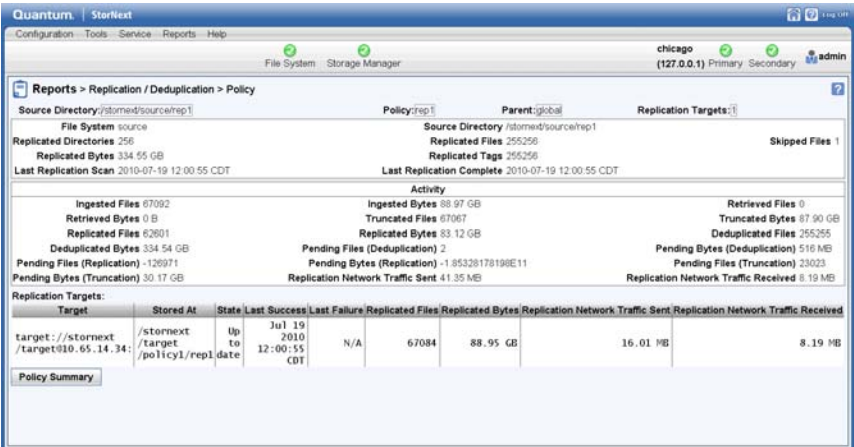 Quantum. StorNext Log Off
Configuration Tools Service Reports Help
File System Storage Manager chicago (127.0.0.1) Primary Secondary admin
Reports > Replication / Deduplication > Policy
Source Directory:/stornext/source/rep1 Policy:rep1 Parent:global Replication Targets:1
File System source Source Directory /stornext/source/rep1
Replicated Directories 256 Replicated Files 255256 Skipped Files 1
Replicated Bytes 334.55 GB Replicated Tags 255256
Last Replication Scan 2010-07-19 12:00:55 CDT Last Replication Complete 2010-07-19 12:00:55 CDT
Activity
Ingested Files 67092 Ingested Bytes 88.97 GB Retrieved Files 0
Retrieved Bytes 0 B Truncated Files 67067 Truncated Bytes 87.90 GB
Replicated Files 62601 Replicated Bytes 83.12 GB Deduplicated Files 255255
Deduplicated Bytes 334.54 GB Pending Files (Deduplication) 2 Pending Bytes (Deduplication) 516 MB
Pending Files (Replication) -126971 Pending Bytes (Replication) -1.85328178198E11 Pending Files (Truncation) 23023
Pending Bytes (Truncation) 30.17 GB Replication Network Traffic Sent 41.35 MB Replication Network Traffic Received 8.19 MB
Replication Targets:
Target Stored At State Last Success Last Failure Replicated Files Replicated Bytes Replication Network Traffic Sent Replication Network Traffic Received
target://stornext/target@10.65.14.34: /stornext/target/policy1/rep1 Up to date Jul 19 2010 12:00:55 CDT N/A 67084 88.95 GB 16.01 MB 8.19 MB
Policy Summary